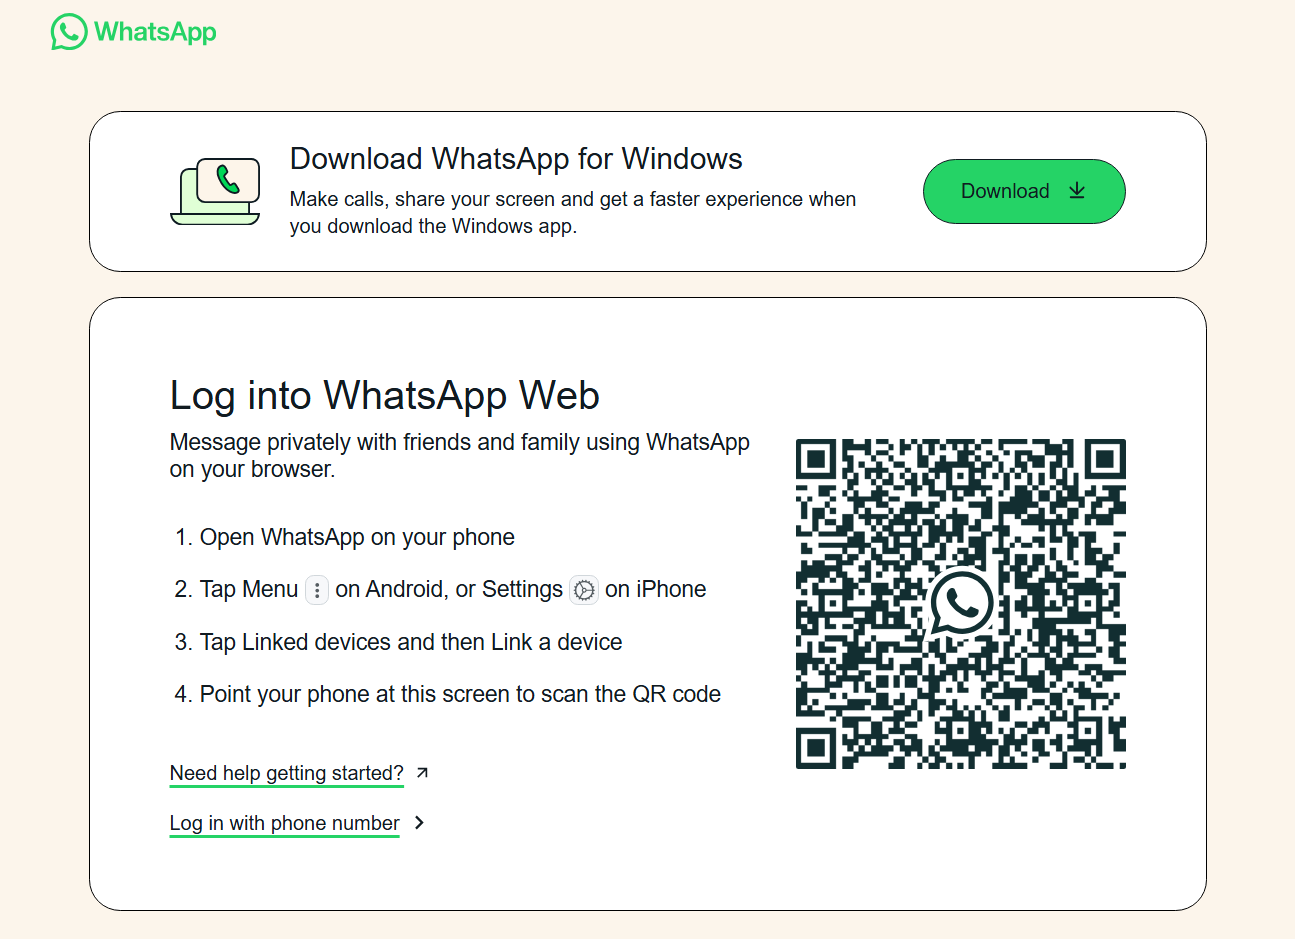 WhatsApp
Download WhatsApp for Windows
Make calls, share your screen and get a faster experience when
you download the Windows app.
Download
Log into WhatsApp Web
Message privately with friends and family using WhatsApp
on your browser.
1. Open WhatsApp on your phone
2. Tap Menu on Android, or Settings on iPhone
3. Tap Linked devices and then Link a device
4. Point your phone at this screen to scan the QR code
Need help getting started?
Log in with phone number